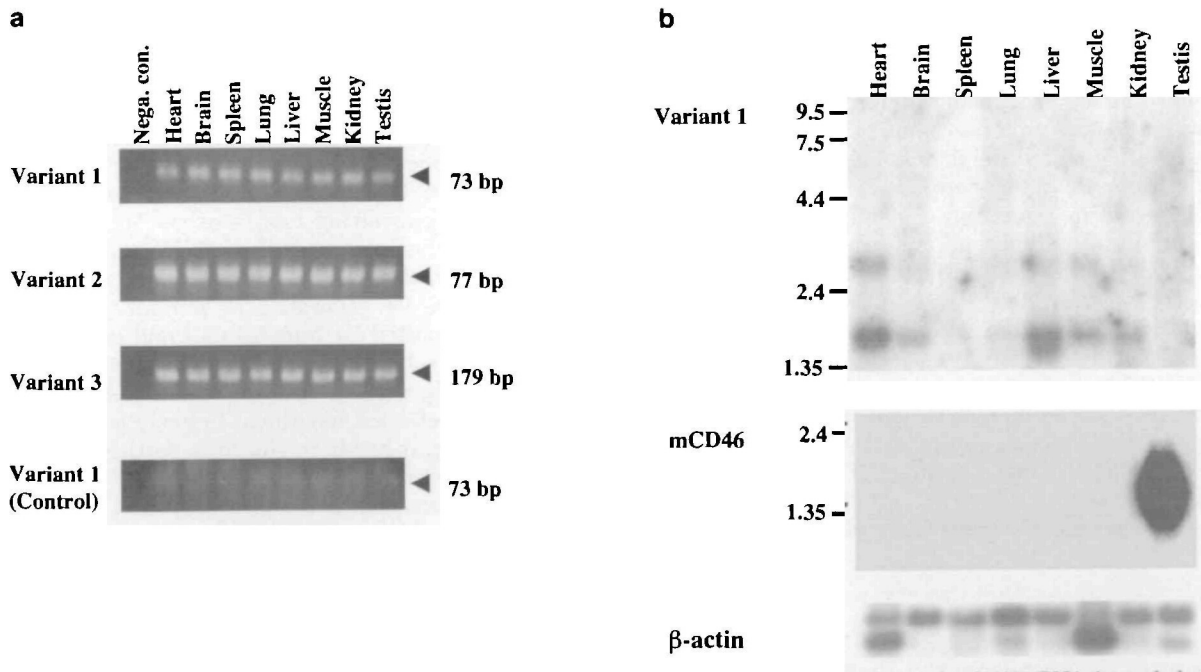 a
Nega. con.
Heart
Brain
Spleen
Lung
Liver
Muscle
Kidney
Testis
Variant 1
73 bp
Variant 2
77 bp
Variant 3
179 bp
Variant 1
(Control)
73 bp
b
Heart
Brain
Spleen
Lung
Liver
Muscle
Kidney
Testis
Variant 1
9.5
7.5
4.4
2.4
1.35
mCD46
2.4
1.35
β-actin